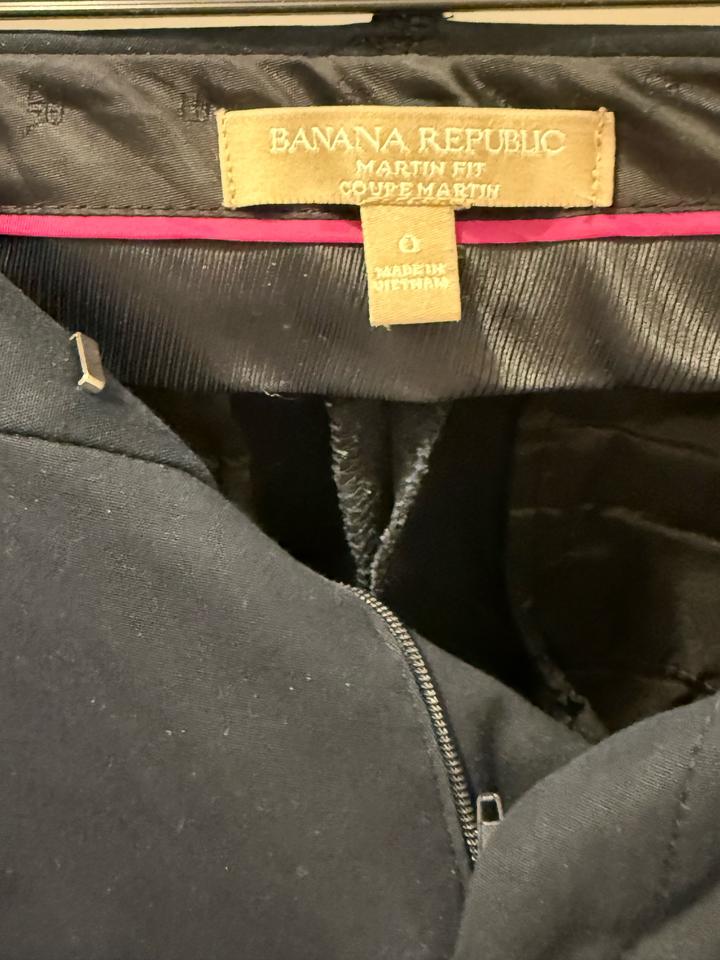 BANANA REPUBLIC
MARTIN FIT
COUPE MARTIN
0
MADE IN
VIETNAM